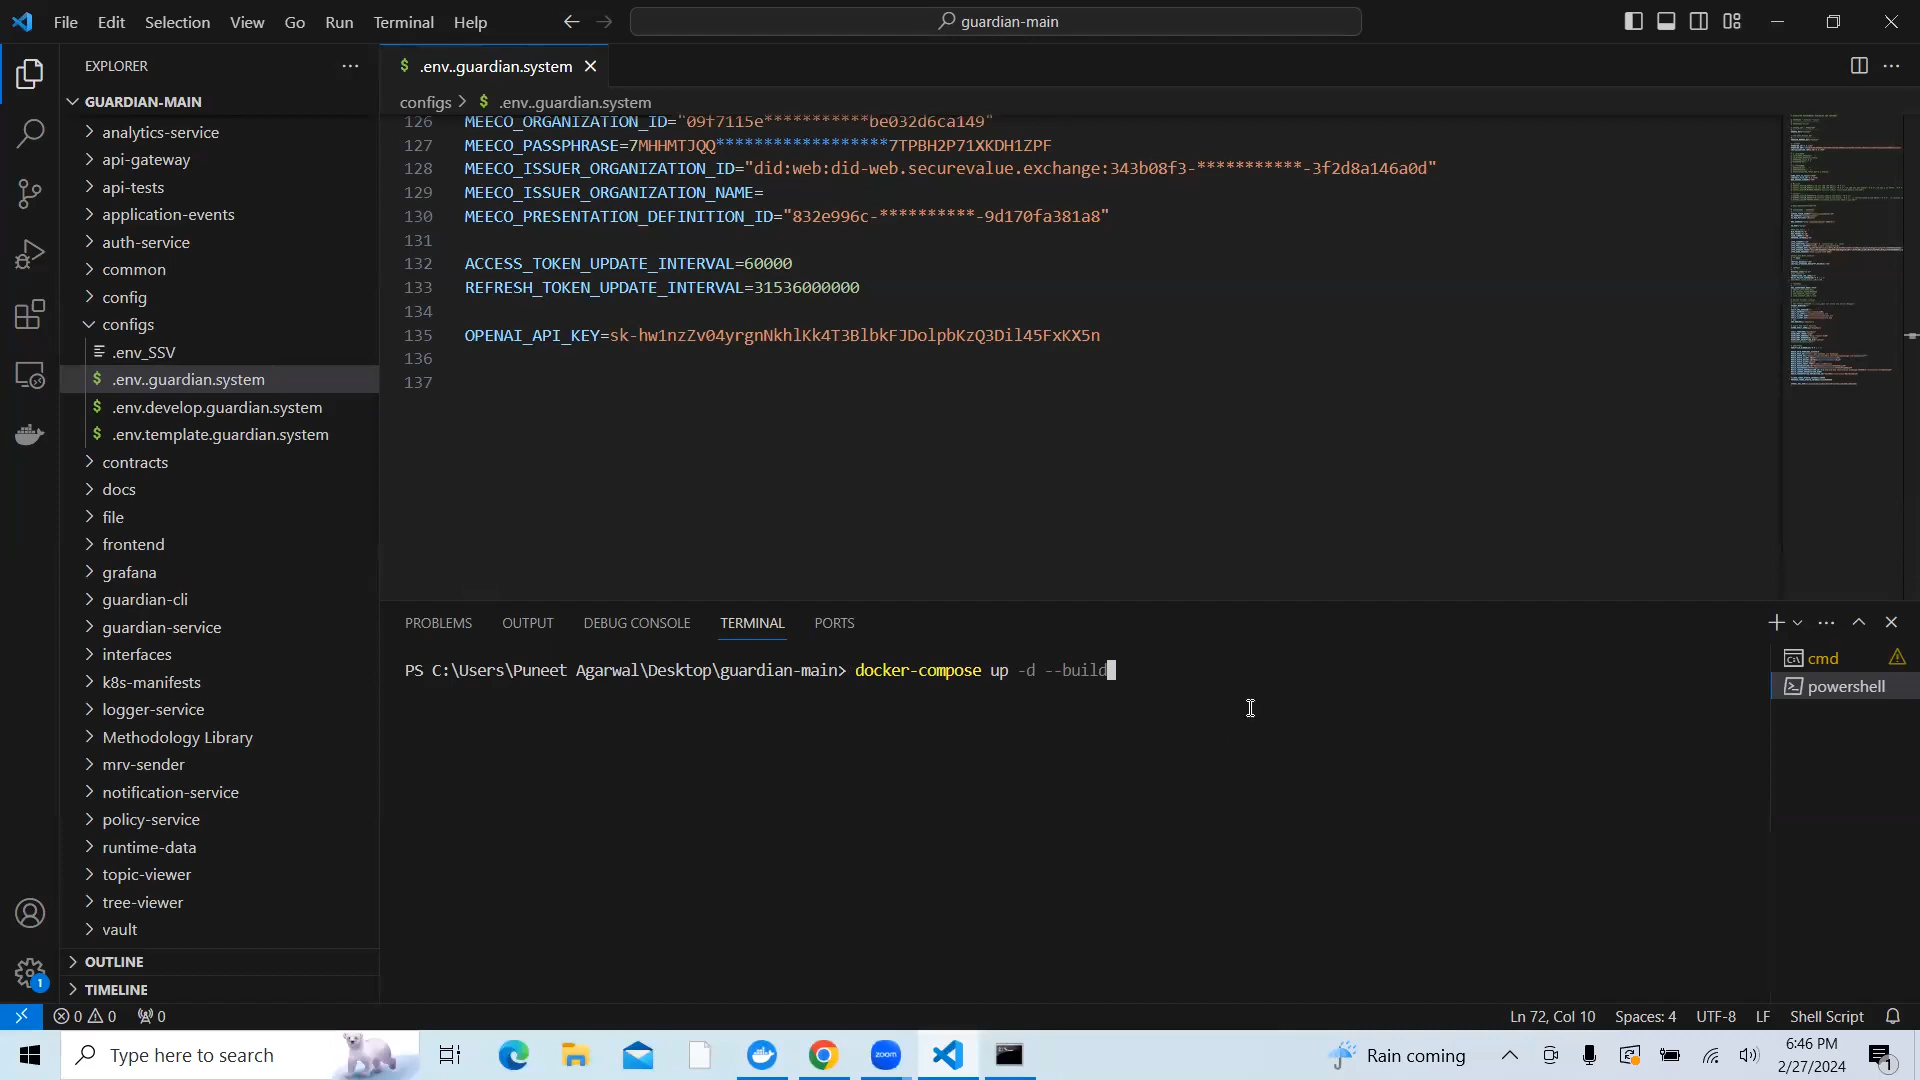 File Edit Selection View Go Run Terminal Help
guardian-main
EXPLORER
GUARDIAN-MAIN
analytics-service
api-gateway
api-tests
application-events
auth-service
common
config
configs
.env_SSV
.env..guardian.system
.env.develop.guardian.system
.env.template.guardian.system
contracts
docs
file
frontend
grafana
guardian-cli
guardian-service
interfaces
k8s-manifests
logger-service
Methodology Library
mrv-sender
notification-service
policy-service
runtime-data
topic-viewer
tree-viewer
vault
OUTLINE
TIMELINE
$ .env..guardian.system
configs > $ .env..guardian.system
126 MEECO_ORGANIZATION_ID="09f7115e***********be032d6ca149"
127 MEECO_PASSPHRASE=7MHHMTJQQ******************7TPBH2P71XKDH1ZPF
128 MEECO_ISSUER_ORGANIZATION_ID="did:web:did-web.securevalue.exchange:343b08f3-***********-3f2d8a146a0d"
129 MEECO_ISSUER_ORGANIZATION_NAME=
130 MEECO_PRESENTATION_DEFINITION_ID="832e996c-**********-9d170fa381a8"
131
132 ACCESS_TOKEN_UPDATE_INTERVAL=60000
133 REFRESH_TOKEN_UPDATE_INTERVAL=31536000000
134
135 OPENAI_API_KEY=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
136
137
PROBLEMS OUTPUT DEBUG CONSOLE TERMINAL PORTS
PS C:\Users\Puneet Agarwal\Desktop\guardian-main> docker-compose up -d --build
cmd
powershell
1
0 0 0
Ln 72, Col 10 Spaces: 4 UTF-8 LF Shell Script
Type here to search
zoom
Rain coming
6:46 PM
2/27/2024
1